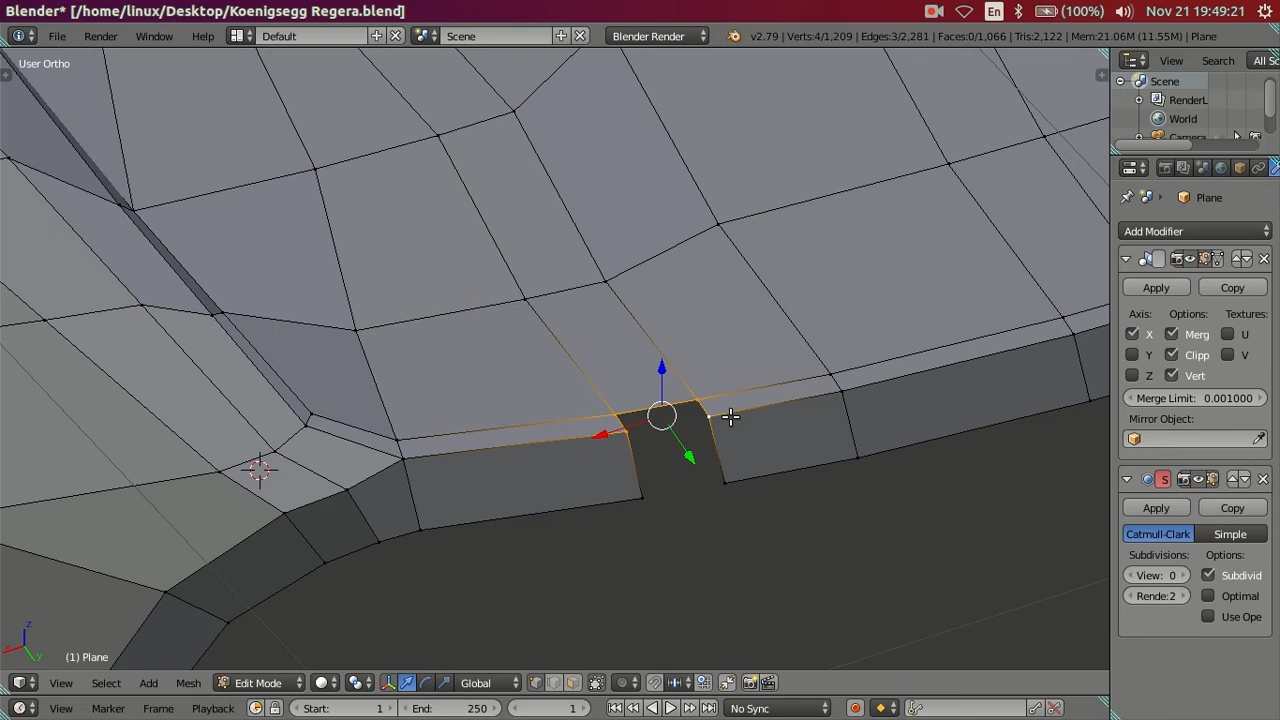 Blender* [/home/linux/Desktop/Koenigsegg Regera.blend] En (100%) Nov 21 19:49:21
File Render Window Help Default Scene Blender Render v2.79 | Verts:4/1,209 | Edges:3/2,281 | Faces:0/1,066 | Tris:2,122 | Mem:21.06M (11.55M) | Plane
User Ortho
View Search All Sc
Scene
RenderL
World
Camera
Plane
Add Modifier
Apply Copy
Axis: Options: Textures:
X Merg U
Y Clipp V
Z Vert
Merge Limit: 0.001000
Mirror Object:
S
Apply Copy
Catmull-Clark Simple
Subdivisions: Options:
View: 0 Subdivid
Rende:2 Optimal
Use Ope
z
x y
(1) Plane
View Select Add Mesh Edit Mode Global
View Marker Frame Playback Start: 1 End: 250 1 No Sync